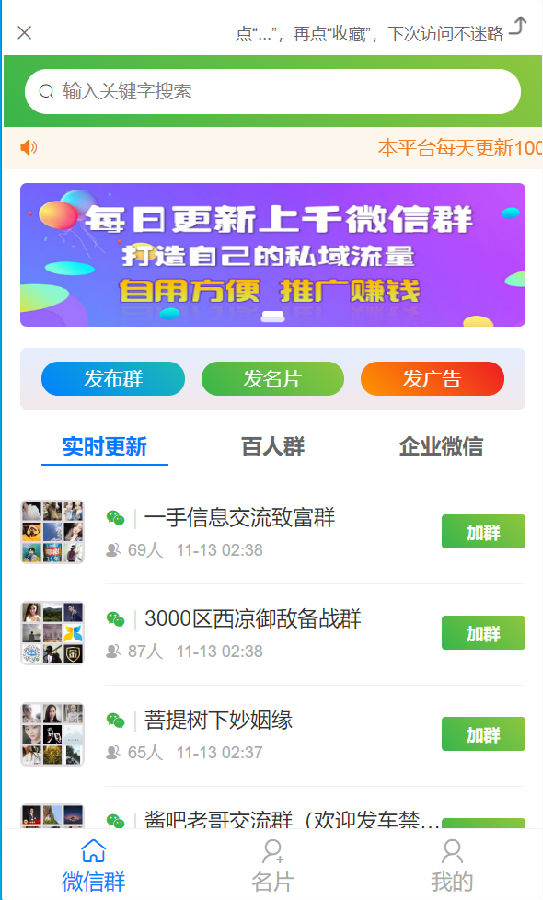 点“...”，再点“收藏”，下次访问不迷路
输入关键字搜索
本平台每天更新100
每日更新上千微信群
打造自己的私域流量
自用方便 推广赚钱
发布群
发名片
发广告
实时更新
百人群
企业微信
一手信息交流致富群
69人 11-13 02:38
加群
3000区西凉御敌备战群
87人 11-13 02:38
加群
菩提树下妙姻缘
65人 11-13 02:37
加群
酱吧老哥交流群（欢迎发车禁...
微信群
名片
我的